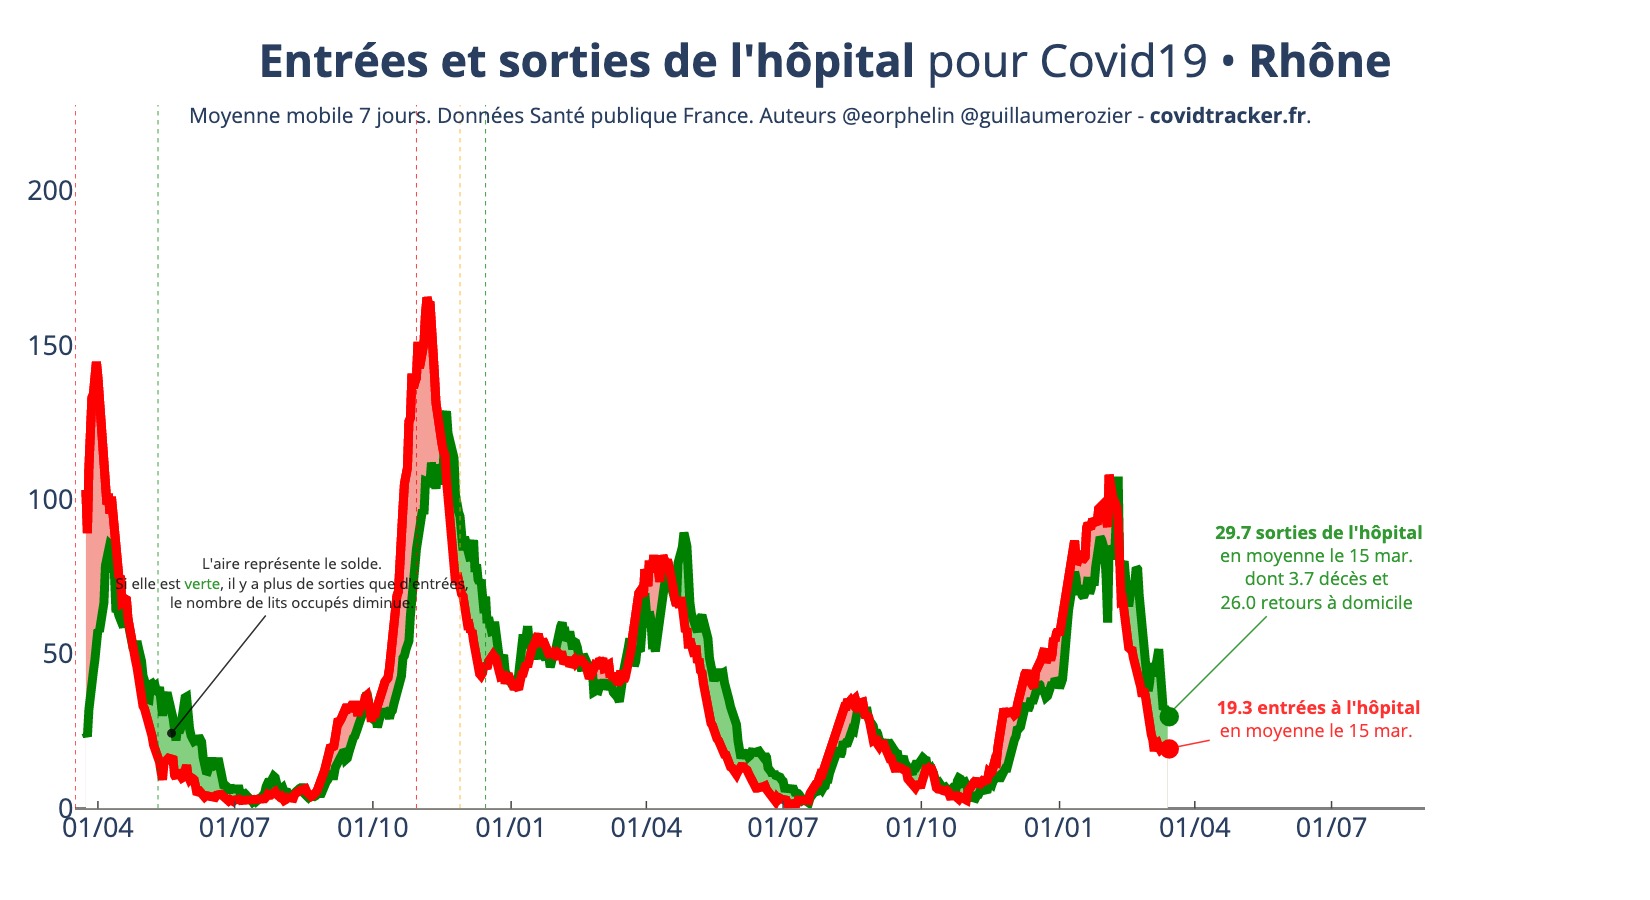 Entrées et sorties de l'hôpital pour Covid19 • Rhône
Moyenne mobile 7 jours. Données Santé publique France. Auteurs @eorphelin @guillaumerozier - covidtracker.fr.
200
150
100
50
0
L'aire représente le solde.
Si elle est verte, il y a plus de sorties que d'entrées,
le nombre de lits occupés diminue.
29.7 sorties de l'hôpital
en moyenne le 15 mar.
dont 3.7 décès et
26.0 retours à domicile
19.3 entrées à l'hôpital
en moyenne le 15 mar.
01/04 01/07 01/10 01/01 01/04 01/07 01/10 01/01 01/04 01/07